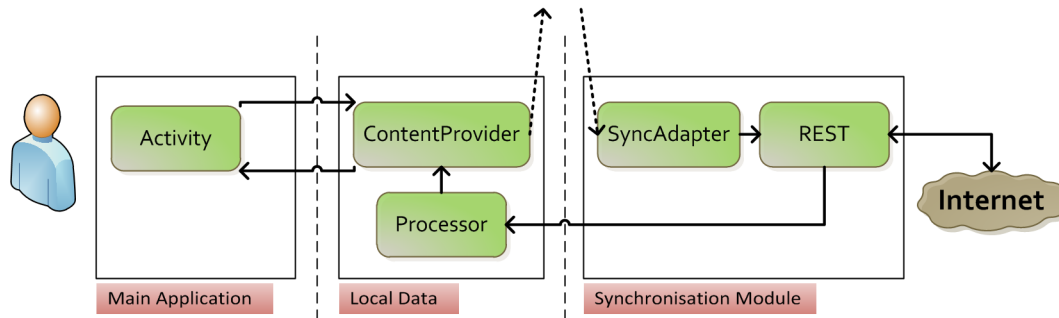 Activity
ContentProvider
SyncAdapter
REST
Processor
Internet
Main Application
Local Data
Synchronisation Module